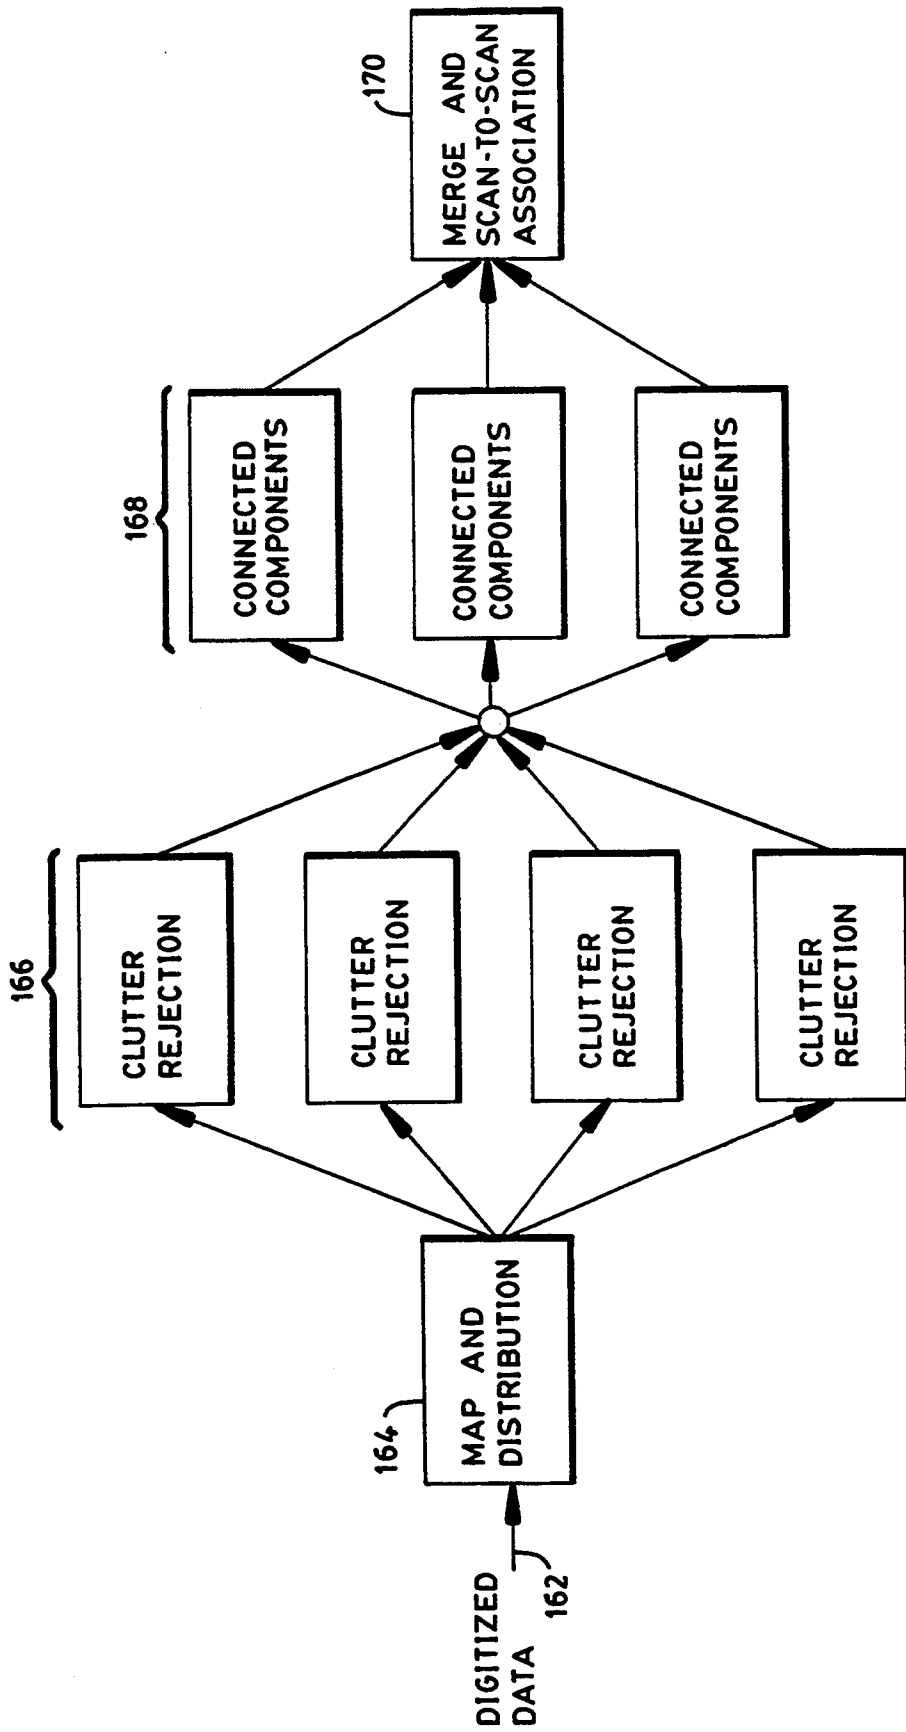 DIGITIZED
DATA
162
164
MAP AND
DISTRIBUTION
166
CLUTTER
REJECTION
CLUTTER
REJECTION
CLUTTER
REJECTION
CLUTTER
REJECTION
168
CONNECTED
COMPONENTS
CONNECTED
COMPONENTS
CONNECTED
COMPONENTS
170
MERGE AND
SCAN-TO-SCAN
ASSOCIATION